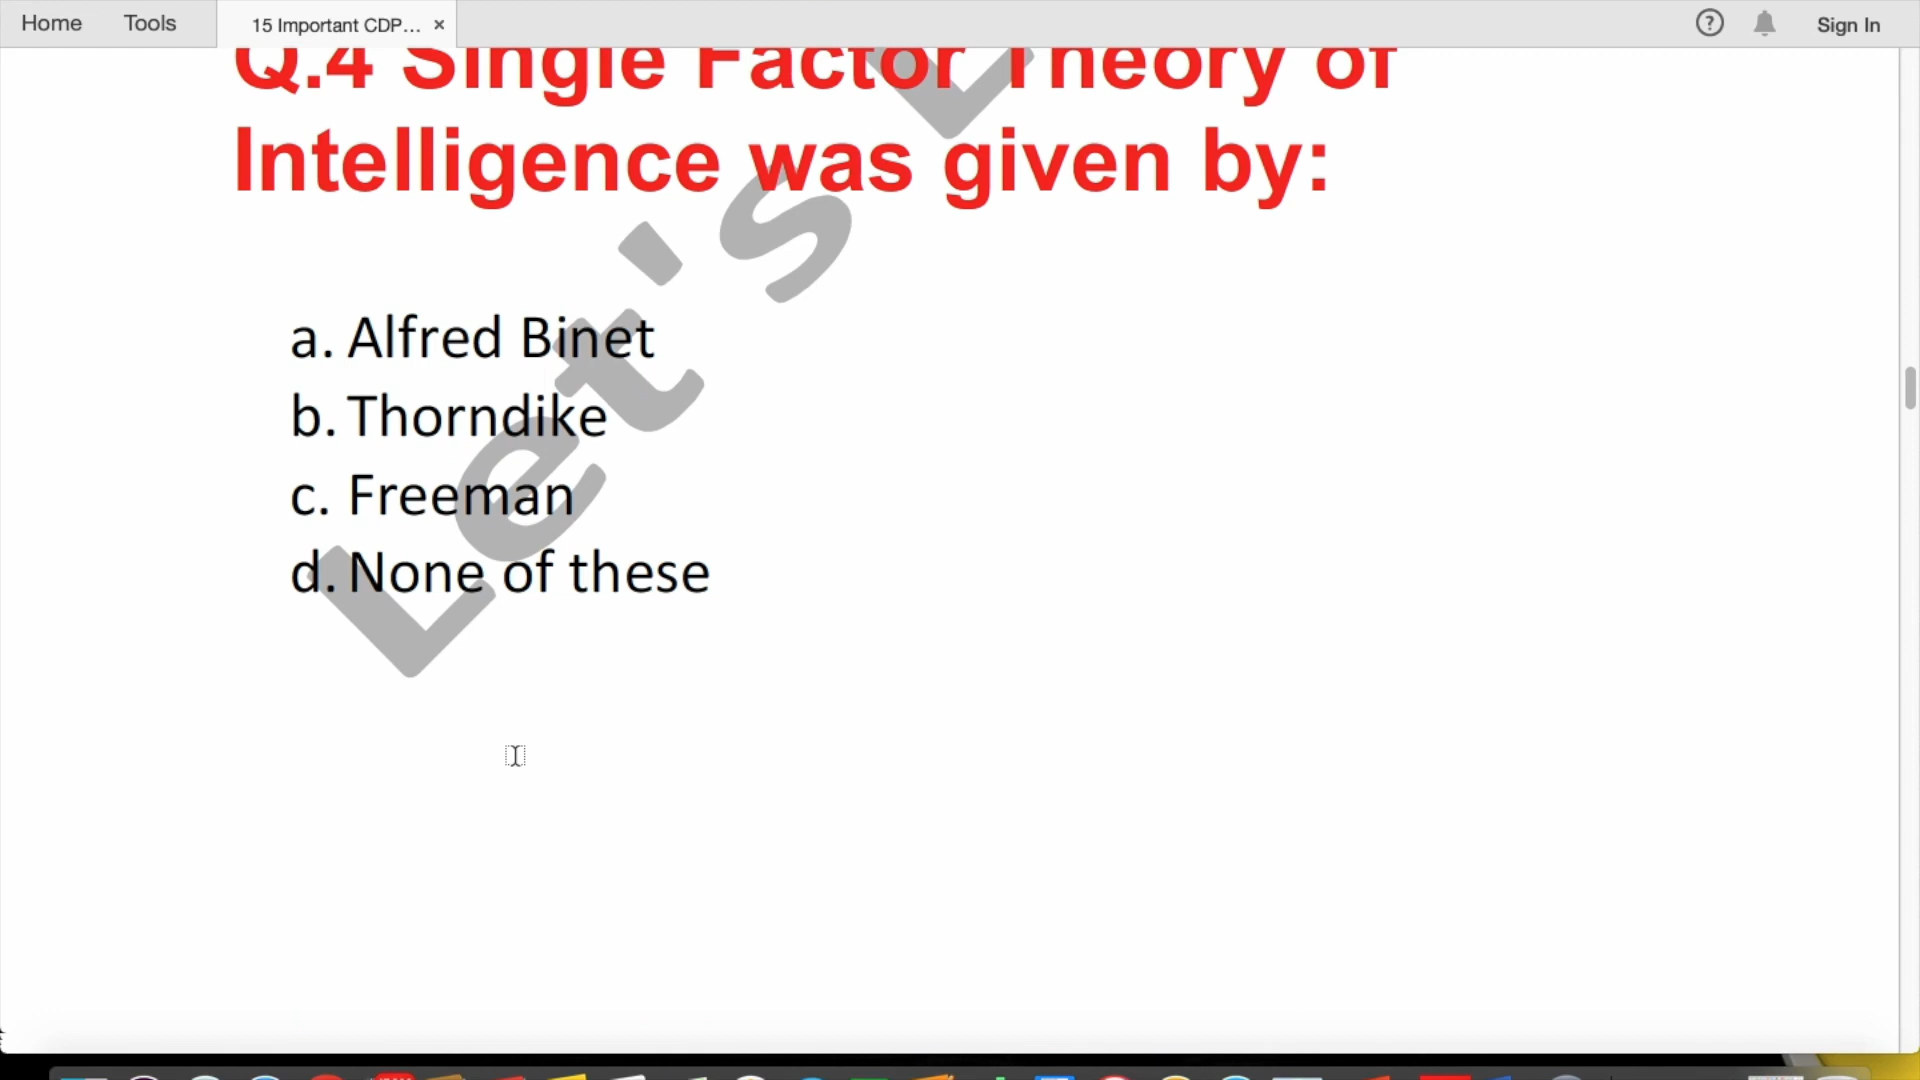 Home Tools 15 Important CDP... × Sign In
Q.4 Single Factor Theory of
Intelligence was given by:
a. Alfred Binet
b. Thorndike
c. Freeman
d. None of these
Let's L